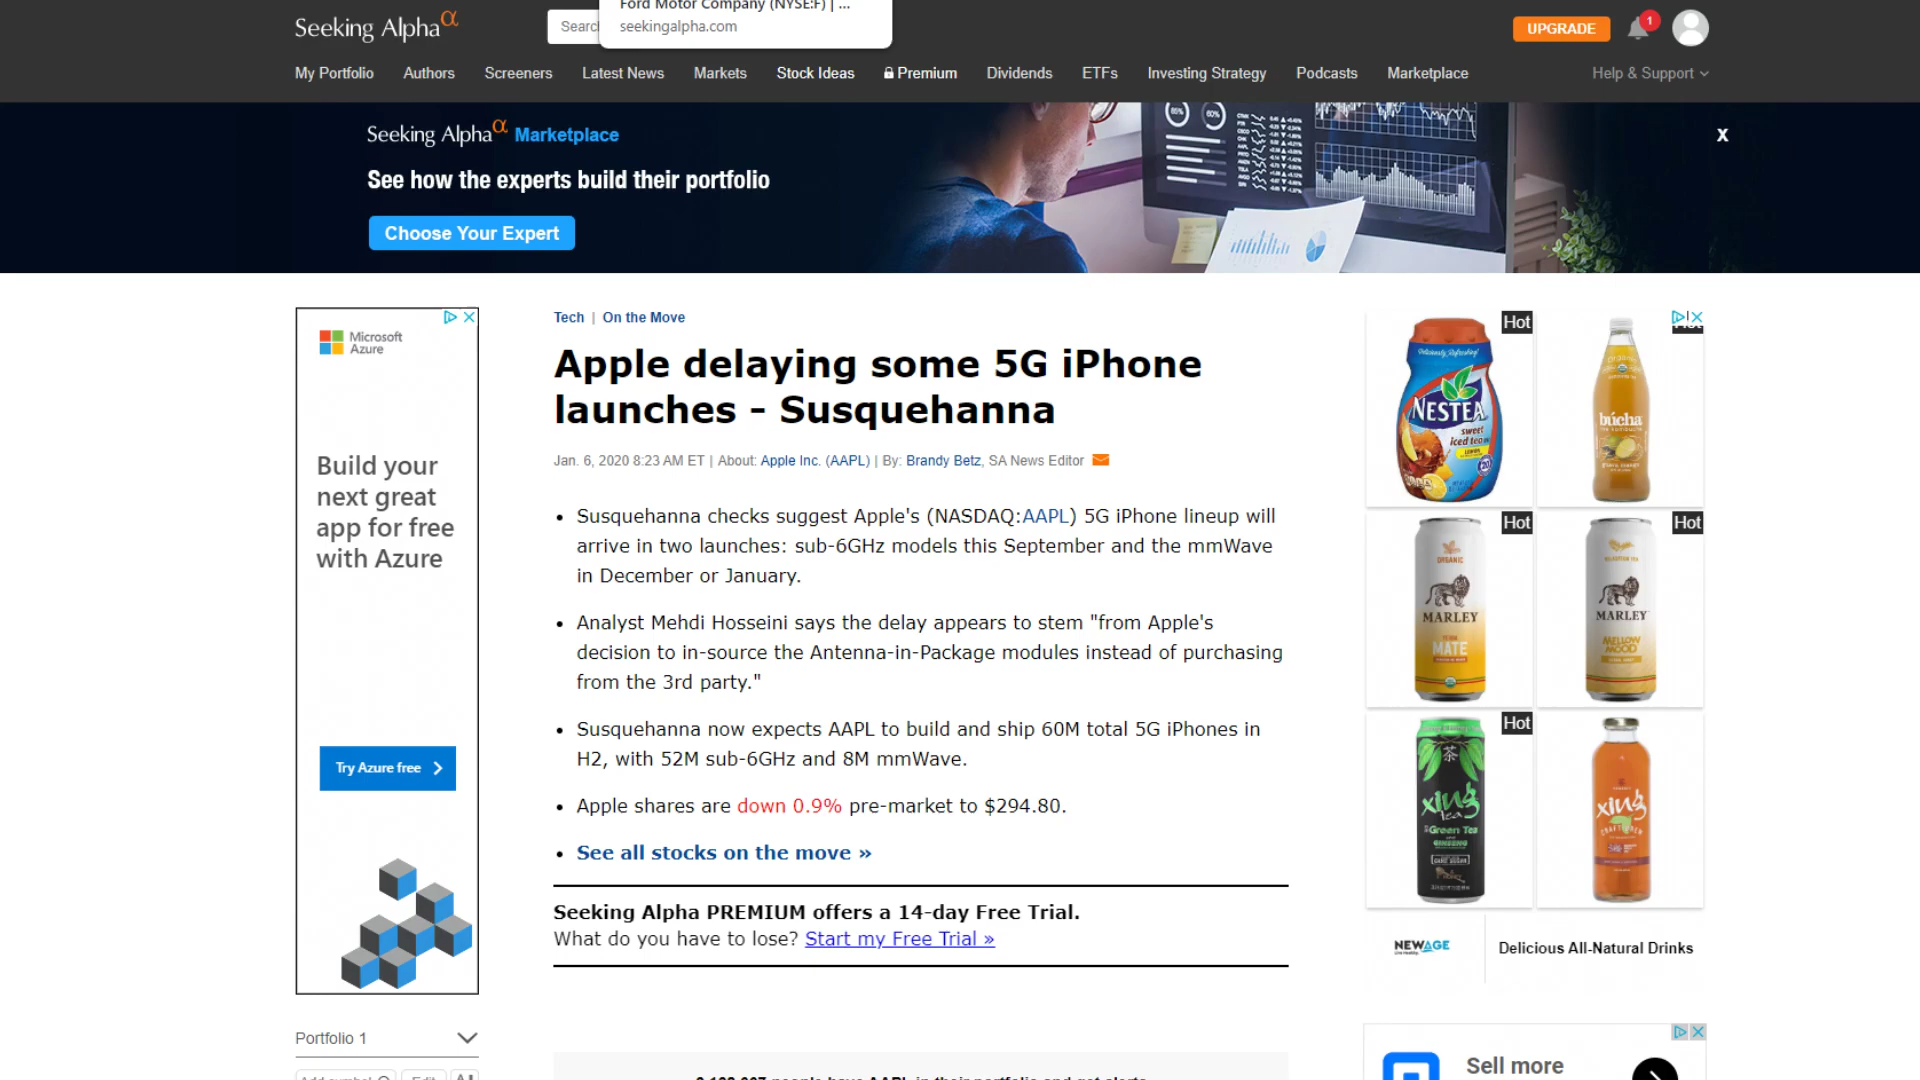 Ford Motor Company (NYSE:F) | ...
seekingalpha.com
Seeking Alpha α
UPGRADE
1
My Portfolio Authors Screeners Latest News Markets Stock Ideas Premium Dividends ETFs Investing Strategy Podcasts Marketplace Help & Support
Seeking Alpha α Marketplace
See how the experts build their portfolio
Choose Your Expert
X
Microsoft
Azure
Build your
next great
app for free
with Azure
Try Azure free
Portfolio 1
Tech | On the Move
Apple delaying some 5G iPhone
launches - Susquehanna
Jan. 6, 2020 8:23 AM ET | About: Apple Inc. (AAPL) | By: Brandy Betz, SA News Editor
• Susquehanna checks suggest Apple's (NASDAQ:AAPL) 5G iPhone lineup will
arrive in two launches: sub-6GHz models this September and the mmWave
in December or January.
• Analyst Mehdi Hosseini says the delay appears to stem "from Apple's
decision to in-source the Antenna-in-Package modules instead of purchasing
from the 3rd party."
• Susquehanna now expects AAPL to build and ship 60M total 5G iPhones in
H2, with 52M sub-6GHz and 8M mmWave.
• Apple shares are down 0.9% pre-market to $294.80.
• See all stocks on the move »
Seeking Alpha PREMIUM offers a 14-day Free Trial.
What do you have to lose? Start my Free Trial »
Hot
NESTEA
sweet
iced tea
búcha
Hot
Hot
ORGANIC
MARLEY
MATE
MARLEY
MELLOW
MOOD
Hot
xing
tea
Green Tea
GINSENG
xing
CRAFT BREW
NEWAGE
Delicious All-Natural Drinks
Sell more